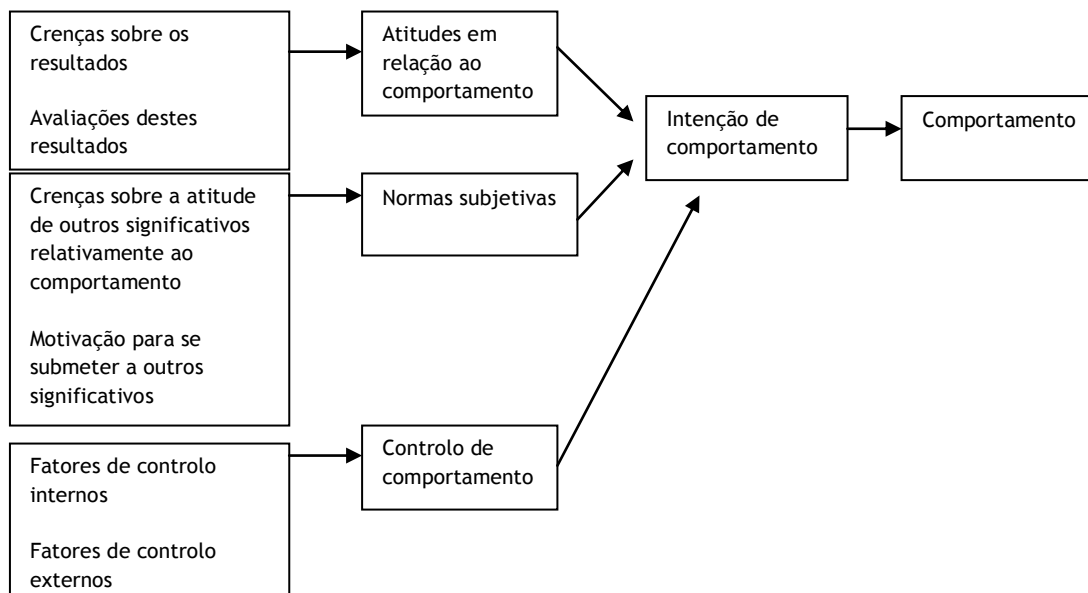 Crenças sobre os
resultados
Avaliações destes
resultados
Atitudes em
relação ao
comportamento
Intenção de
comportamento
Comportamento
Crenças sobre a atitude
de outros significativos
relativamente ao
comportamento
Motivação para se
submeter a outros
significativos
Normas subjetivas
Fatores de controlo
internos
Fatores de controlo
externos
Controlo de
comportamento